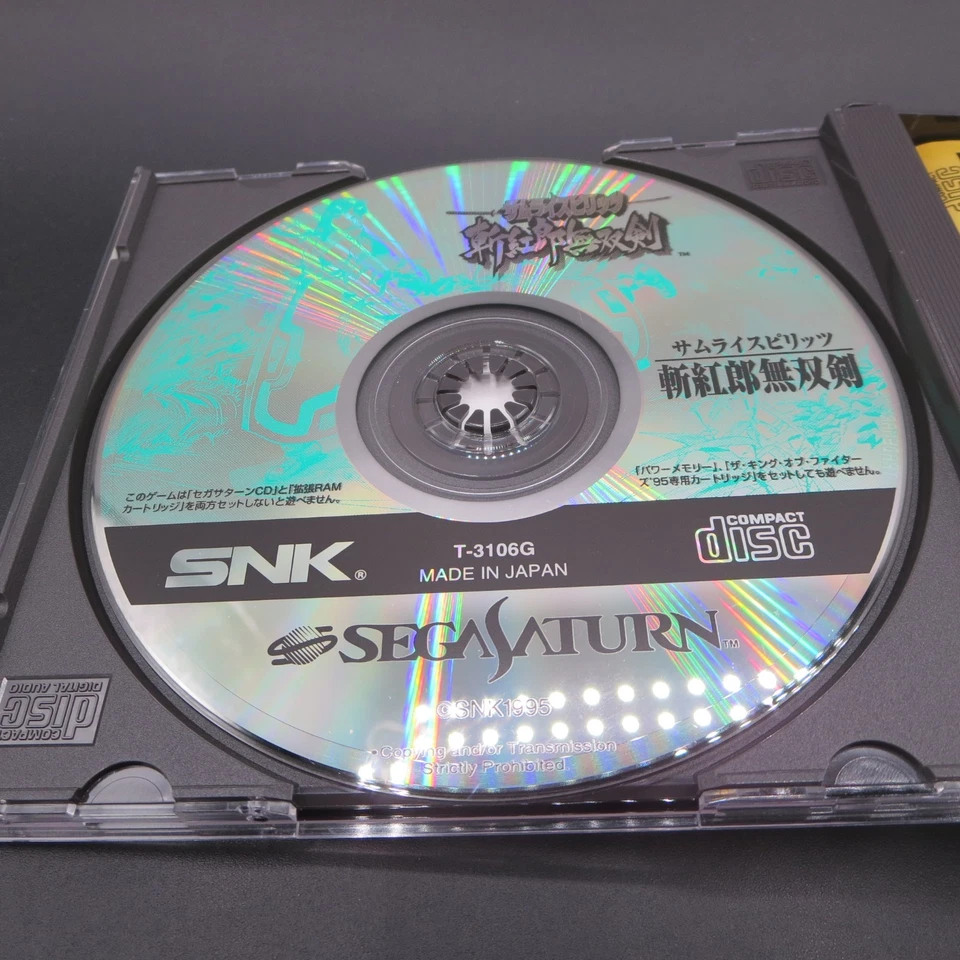 サムライスピリッツ
斬紅郎無双剣
TM
サムライスピリッツ
斬紅郎無双剣
このゲームは「セガサターンCD」と「拡張RAM
カートリッジ」を両方セットしないと遊べません。
「パワーメモリー」、「ザ・キング・オブ・ファイター
ズ'95専用カートリッジ」をセットしても遊べません。
SNK®
T-3106G
MADE IN JAPAN
COMPACT
disc
SEGA SATURN™
©SNK1995
Copying and/or Transmission
Strictly Prohibited.
COMPACT
disc
DIGITAL AUDIO